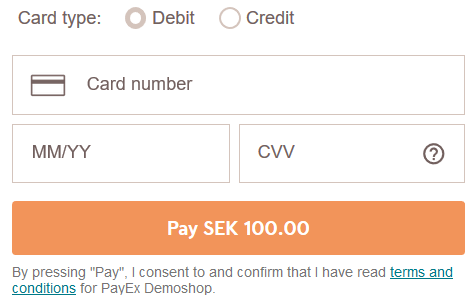 Card type: Debit Credit
Card number
MM/YY CVV ?
Pay SEK 100.00
By pressing "Pay", I consent to and confirm that I have read terms and
conditions for PayEx Demoshop.